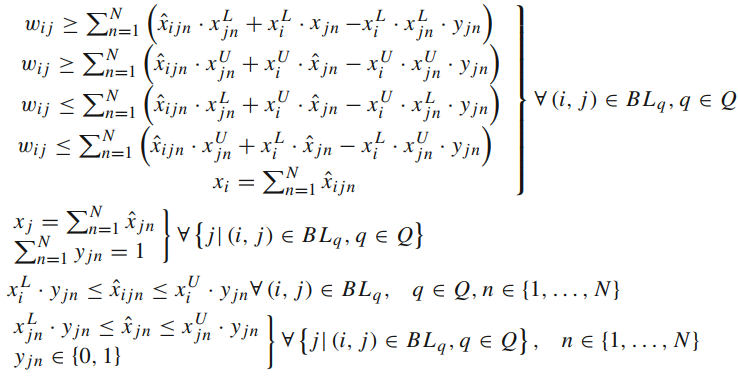 w_{ij} ≥ ∑_{n=1}^{N} (x̂_{ijn} · x_{jn}^{L} + x_i^{L} · x_{jn} − x_i^{L} · x_{jn}^{L} · y_{jn})
w_{ij} ≥ ∑_{n=1}^{N} (x̂_{ijn} · x_{jn}^{U} + x_i^{U} · x̂_{jn} − x_i^{U} · x_{jn}^{U} · y_{jn})
w_{ij} ≤ ∑_{n=1}^{N} (x̂_{ijn} · x_{jn}^{L} + x_i^{U} · x̂_{jn} − x_i^{U} · x_{jn}^{L} · y_{jn}) } ∀ (i, j) ∈ BL_q, q ∈ Q
w_{ij} ≤ ∑_{n=1}^{N} (x̂_{ijn} · x_{jn}^{U} + x_i^{L} · x̂_{jn} − x_i^{L} · x_{jn}^{U} · y_{jn})
x_i = ∑_{n=1}^{N} x̂_{ijn}
x_j = ∑_{n=1}^{N} x̂_{jn}
∑_{n=1}^{N} y_{jn} = 1 } ∀ {j| (i, j) ∈ BL_q, q ∈ Q}
x_i^{L} · y_{jn} ≤ x̂_{ijn} ≤ x_i^{U} · y_{jn}∀ (i, j) ∈ BL_q, q ∈ Q, n ∈ {1, . . . , N}
x_{jn}^{L} · y_{jn} ≤ x̂_{jn} ≤ x_{jn}^{U} · y_{jn}
y_{jn} ∈ {0, 1} } ∀ {j| (i, j) ∈ BL_q, q ∈ Q}, n ∈ {1, . . . , N}